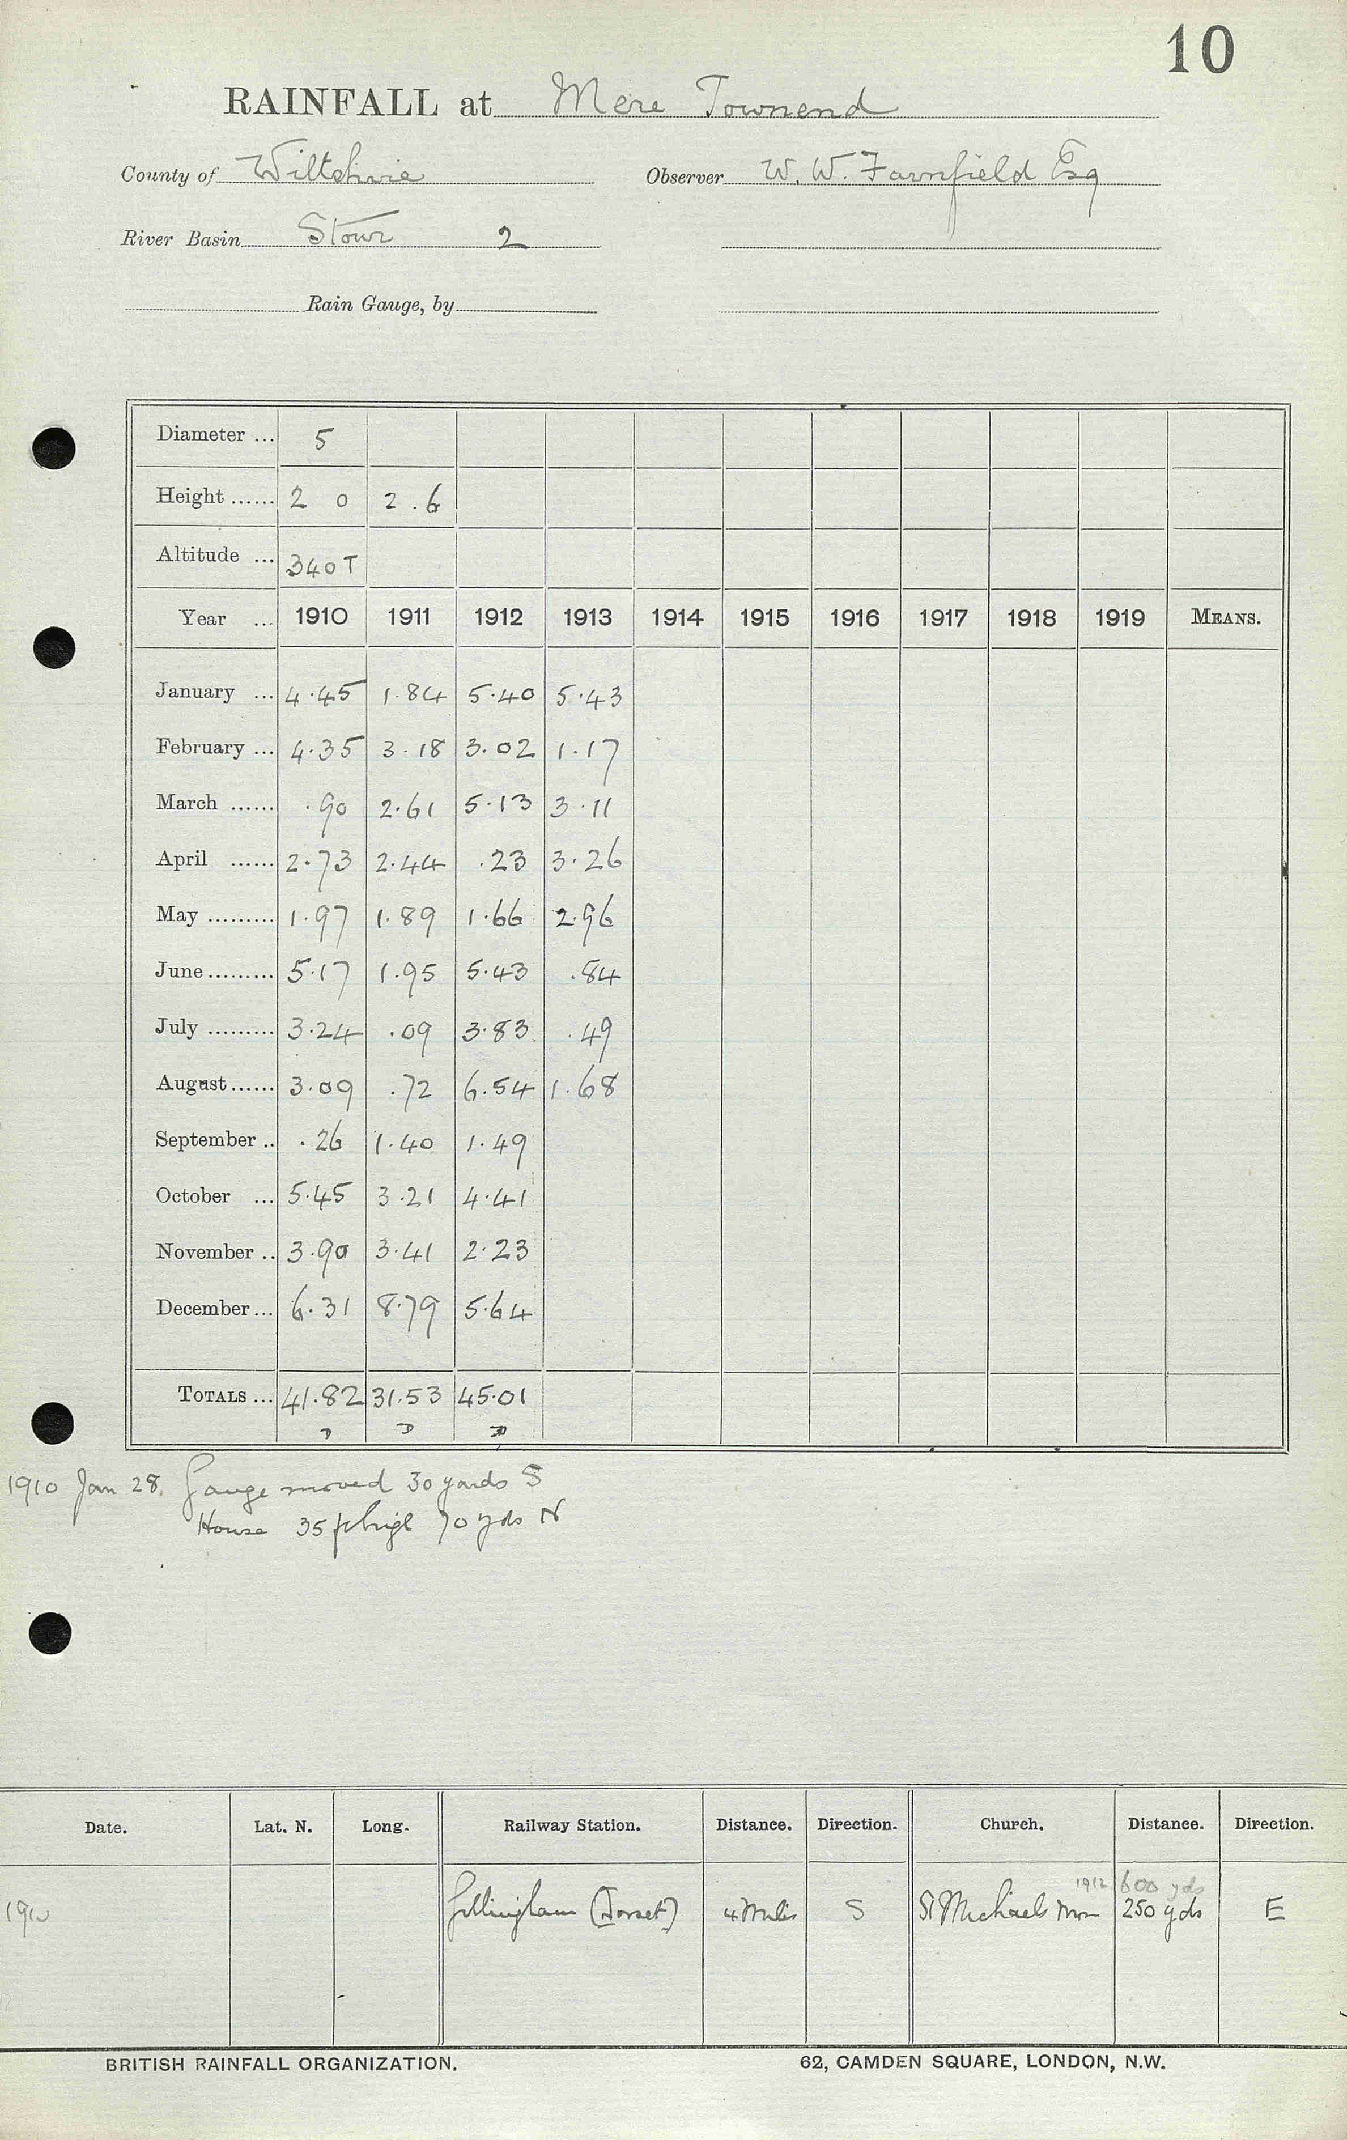 10
RAINFALL at Mere Townend
County of Wiltshire Observer W. W. Farnfield Esq
River Basin Stour 2
Rain Gauge, by
Diameter ... 5
Height ...... 2 0 2.6
Altitude ... 340 T
Year ... 1910 1911 1912 1913 1914 1915 1916 1917 1918 1919 MEANS.
January ... 4.45 1.84 5.40 5.43
February ... 4.35 3.18 3.02 1.17
March ...... .90 2.61 5.13 3.11
April ...... 2.73 2.44 .23 3.26
May ......... 1.97 1.89 1.66 2.96
June ......... 5.17 1.95 5.43 .84
July ......... 3.24 .09 3.83 .49
August ...... 3.09 .72 6.54 1.68
September .. .26 1.40 1.49
October ... 5.45 3.21 4.41
November .. 3.90 3.41 2.23
December ... 6.31 8.79 5.64
TOTALS ... 41.82 31.53 45.01
1910 Jan 28. Gauge moved 30 yards S
House 35 ft high 70 yds N
Date. Lat. N. Long. Railway Station. Distance. Direction. Church. Distance. Direction.
1912 600 yds
1910 Gillingham (Dorset) 4 Miles S St Michaels 250 yds E
BRITISH RAINFALL ORGANIZATION. 62, CAMDEN SQUARE, LONDON, N.W.